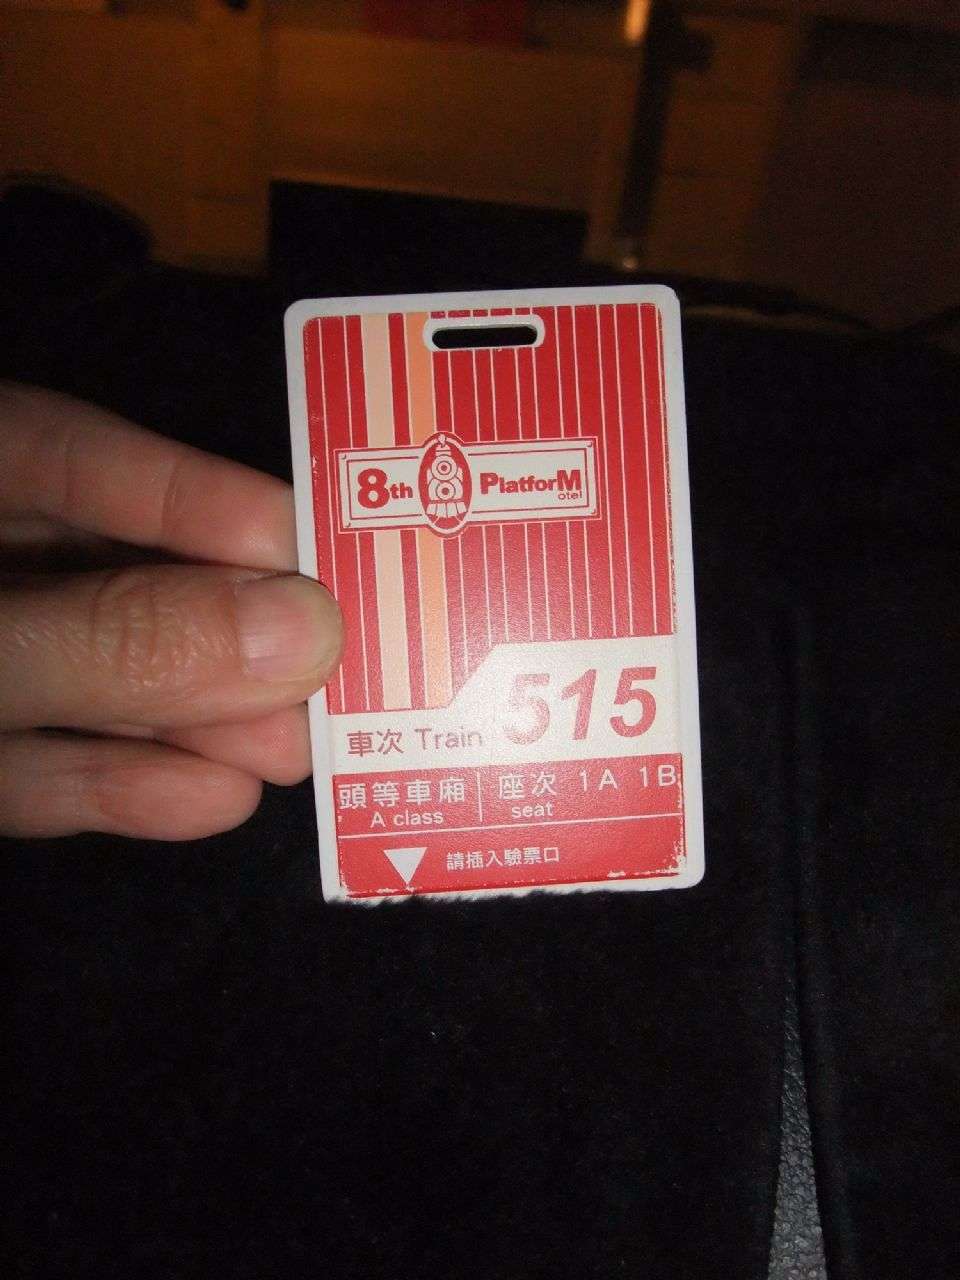 8th PlatforM
otel
車次 Train 515
頭等車廂 座次 1A 1B
A class seat
請插入驗票口